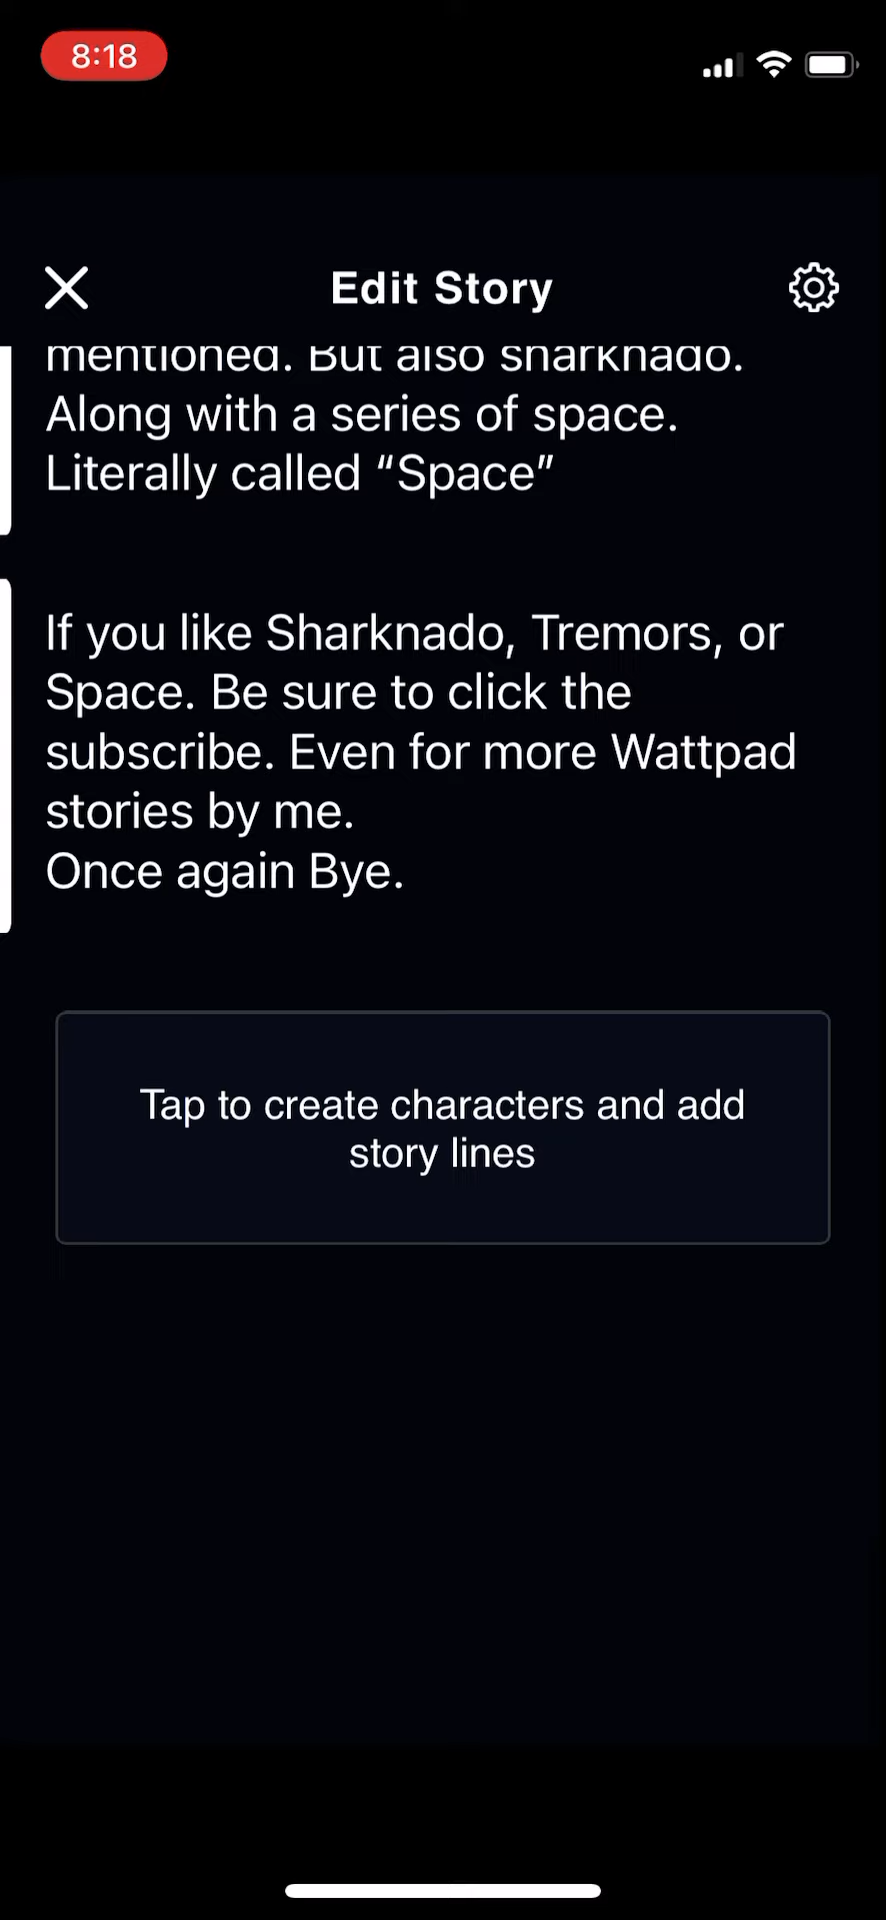 8:18
Edit Story
mentioned. But also sharknado.
Along with a series of space.
Literally called “Space”
If you like Sharknado, Tremors, or
Space. Be sure to click the
subscribe. Even for more Wattpad
stories by me.
Once again Bye.
Tap to create characters and add
story lines